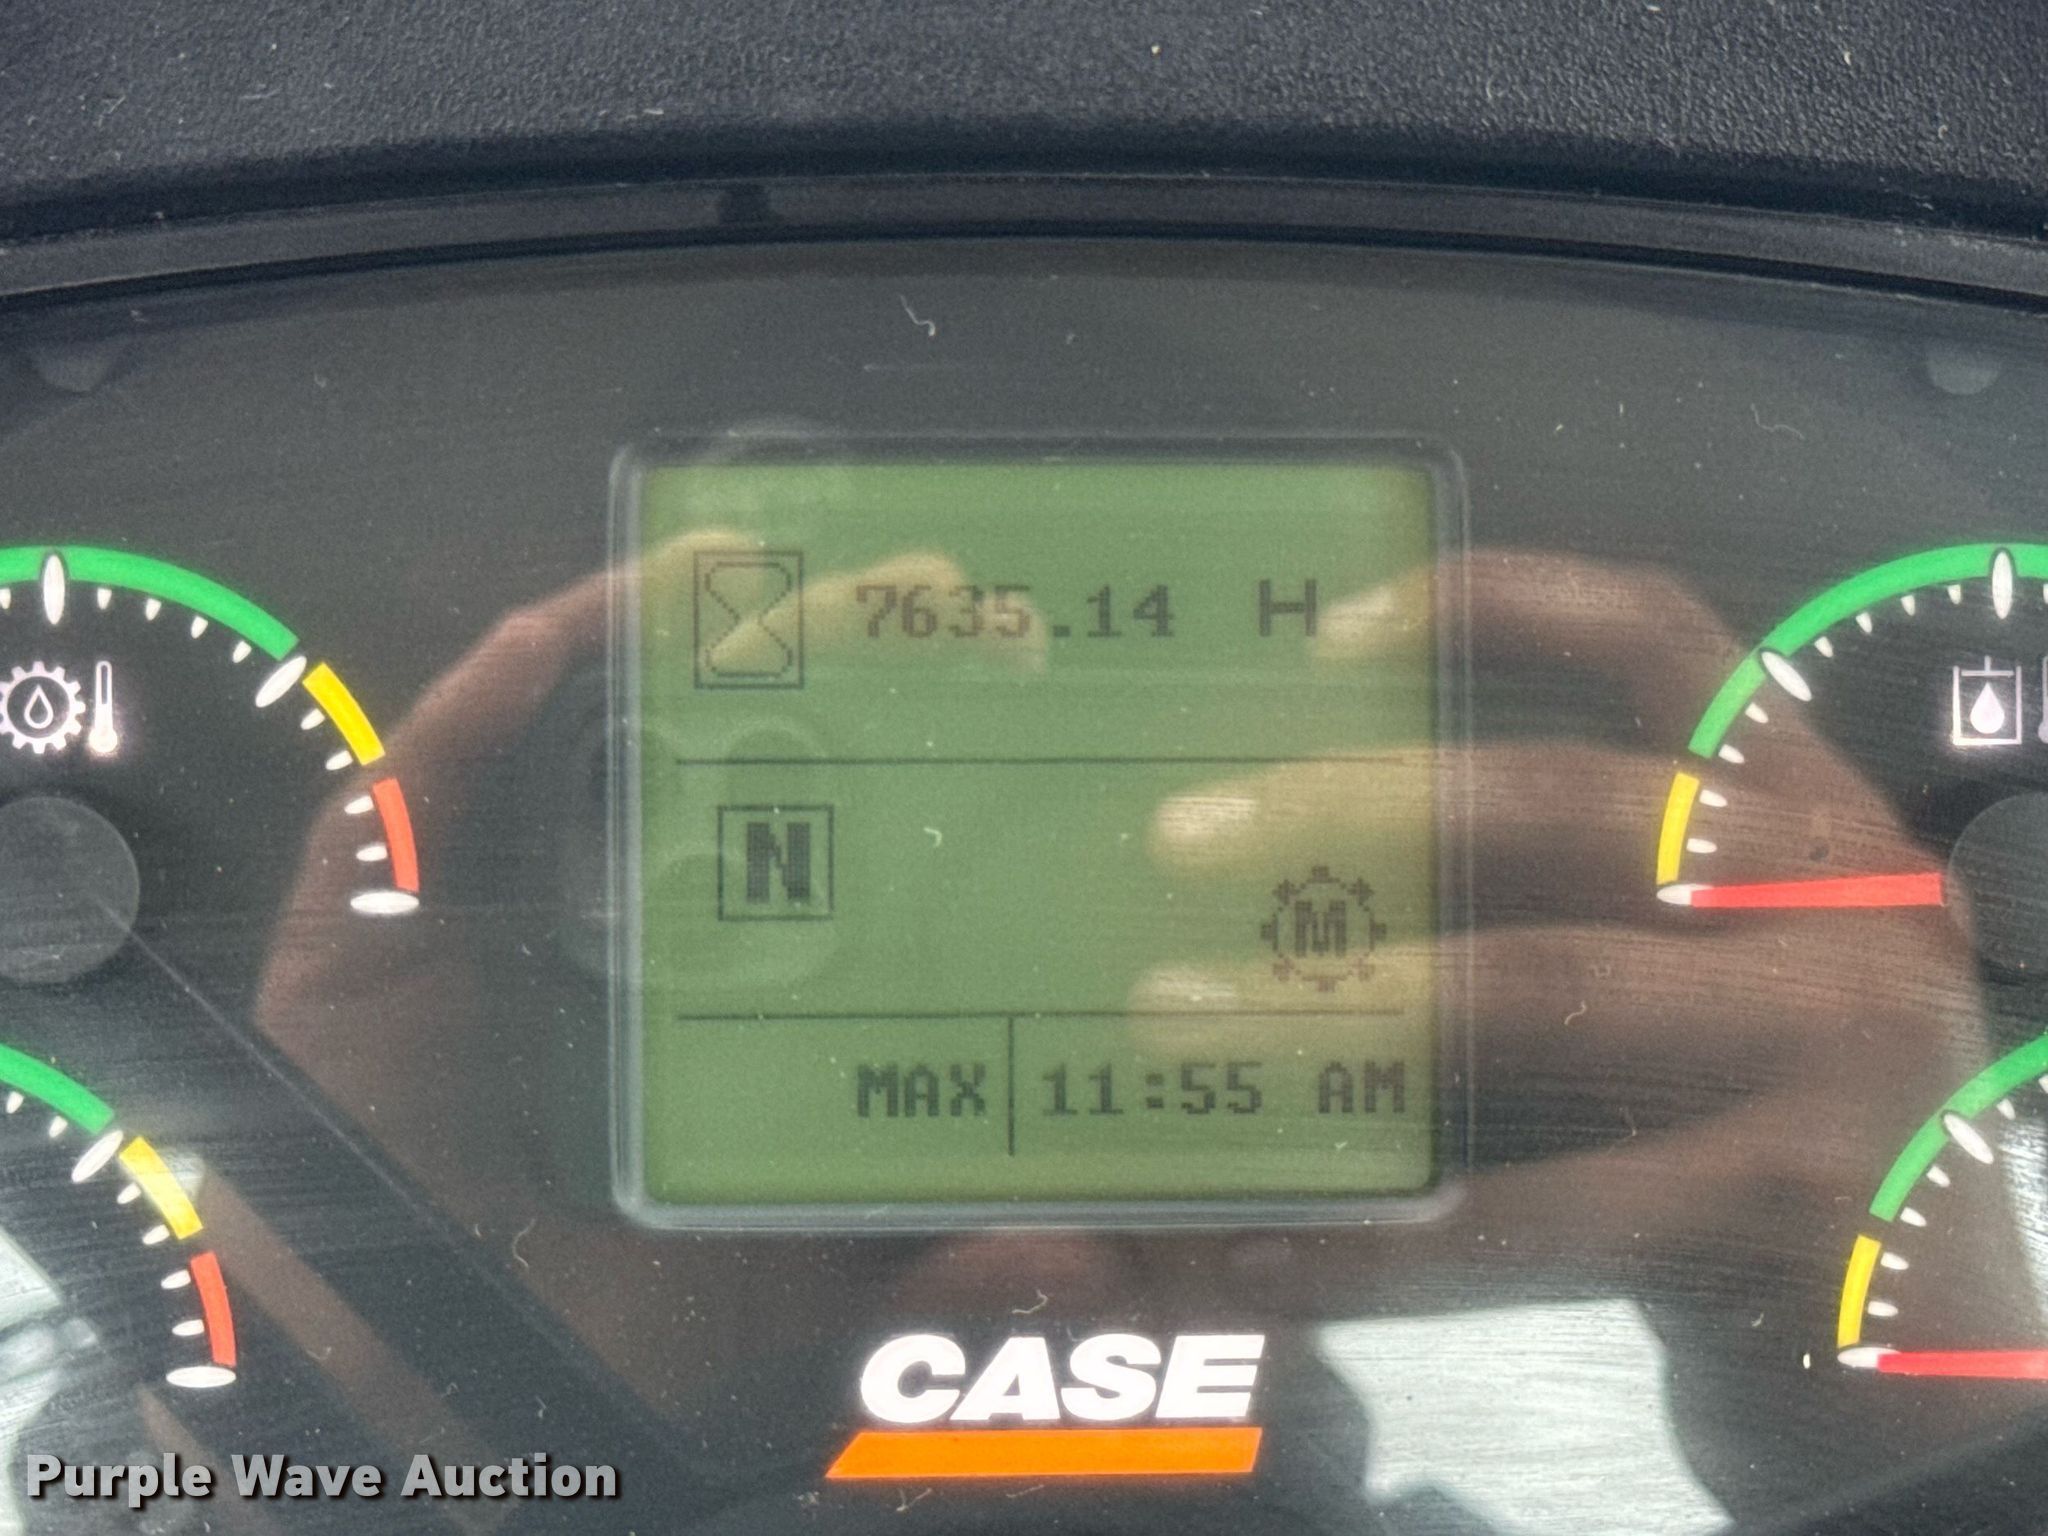 7635.14 H
N
M
MAX 11:55 AM
CASE
Purple Wave Auction